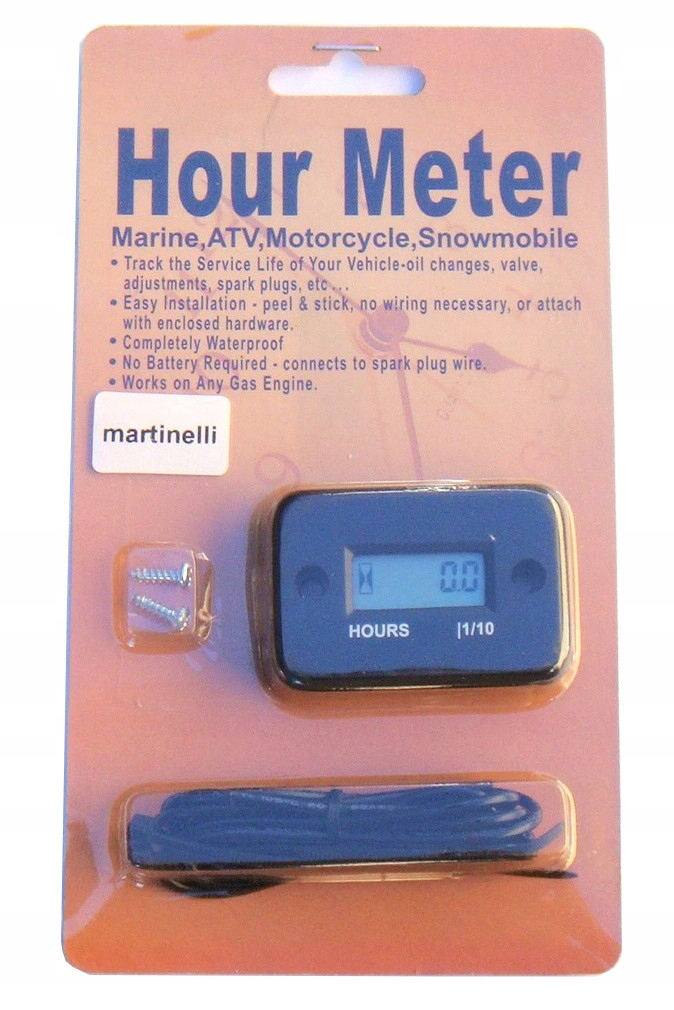 Hour Meter
Marine,ATV,Motorcycle,Snowmobile
• Track the Service Life of Your Vehicle-oil changes, valve,
adjustments, spark plugs, etc...
• Easy Installation - peel & stick, no wiring necessary, or attach
with enclosed hardware.
• Completely Waterproof
• No Battery Required - connects to spark plug wire.
• Works on Any Gas Engine.
martinelli
0.0
HOURS |1/10